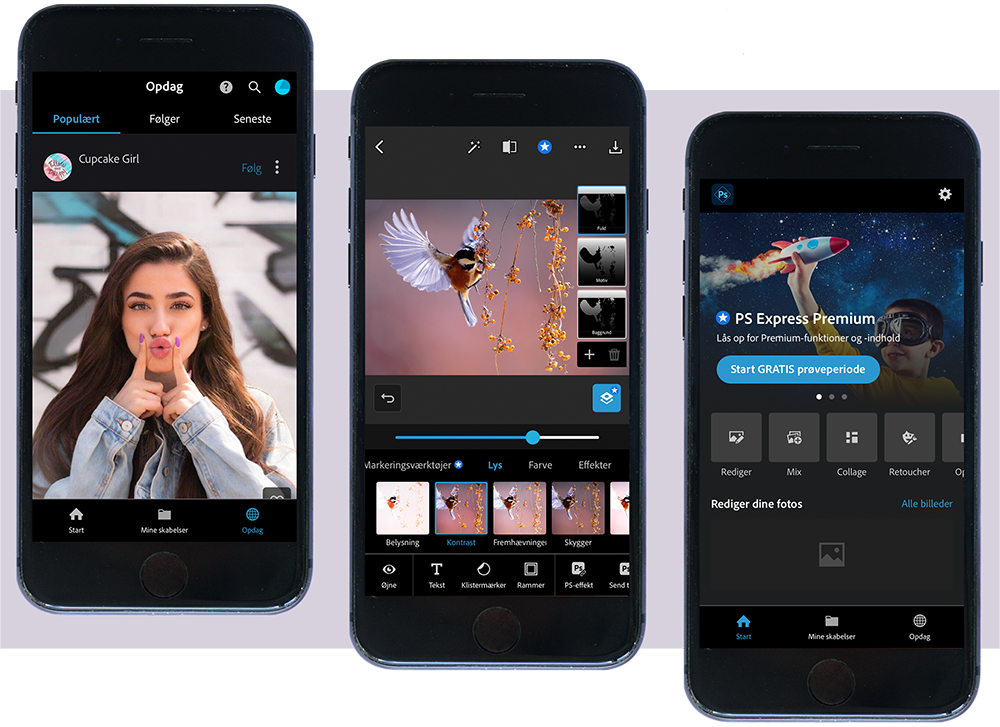 Opdag
Populært Følger Seneste
Cupcake Girl
Følg
Start Mine skabelser Opdag
Fuld
Motiv
Baggrund
Markeringsværktøjer Lys Farve Effekter
Belysning Kontrast Fremhævninger Skygger
Øjne Tekst Klistermærker Rammer PS-effekt Send t
Ps
PS Express Premium
Lås op for Premium-funktioner og -indhold
Start GRATIS prøveperiode
Rediger Mix Collage Retoucher Op
Rediger dine fotos Alle billeder
Start Mine skabelser Opdag